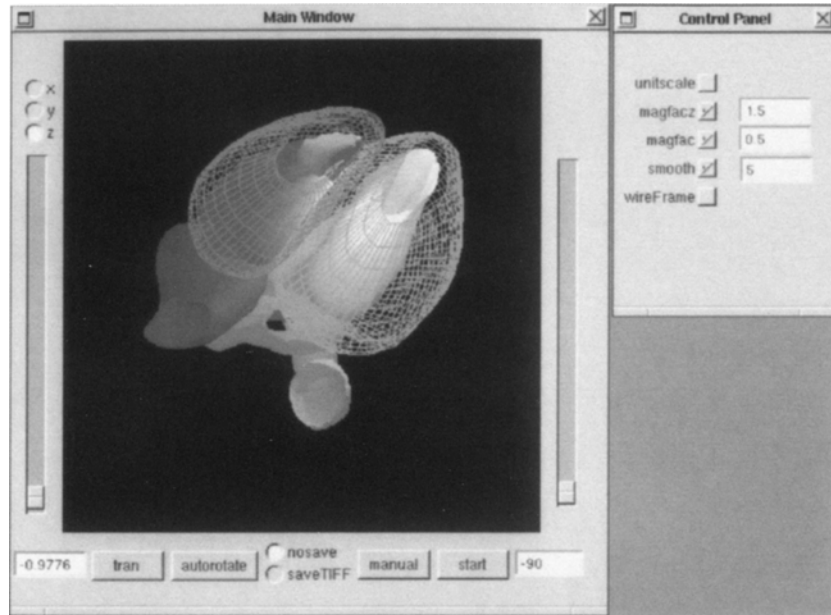 Main Window
x
y
z
-0.9776
tran
autorotate
nosave
saveTIFF
manual
start
-90
Control Panel
unitscale
magfacz 1.5
magfac 0.5
smooth 5
wireFrame